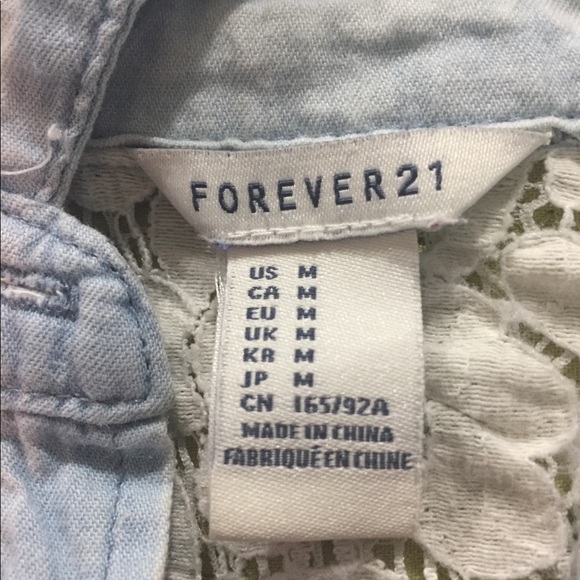 FOREVER21
US M
CA M
EU M
UK M
KR M
JP M
CN 165/92A
MADE IN CHINA
FABRIQUÉ EN CHINE